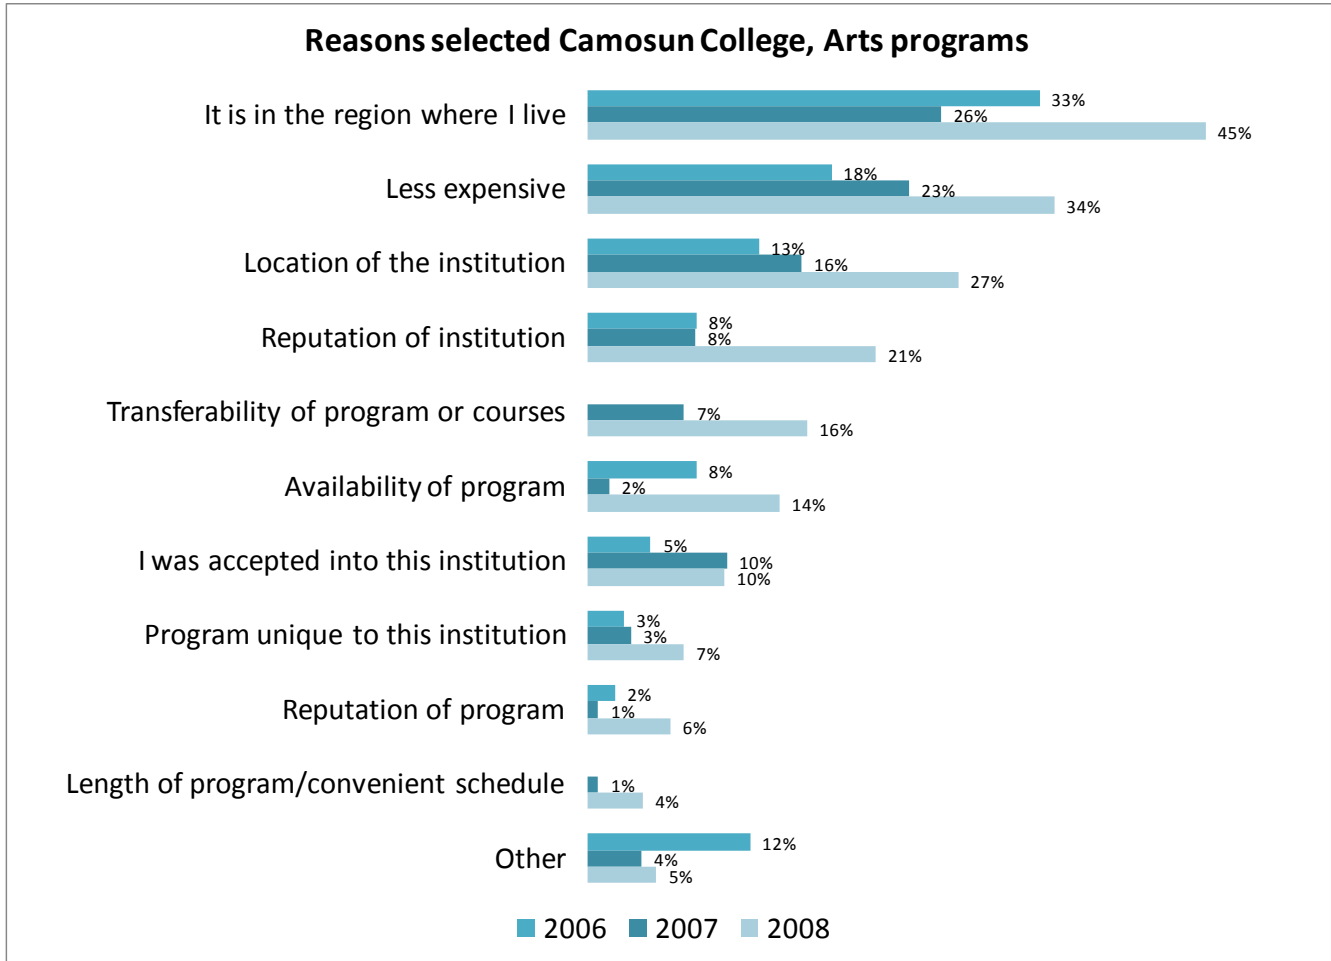 Reasons selected Camosun College, Arts programs
It is in the region where I live
33%
26%
45%
Less expensive
18%
23%
34%
Location of the institution
13%
16%
27%
Reputation of institution
8%
8%
21%
Transferability of program or courses
7%
16%
Availability of program
8%
2%
14%
I was accepted into this institution
5%
10%
10%
Program unique to this institution
3%
3%
7%
Reputation of program
2%
1%
6%
Length of program/convenient schedule
1%
4%
Other
12%
4%
5%
2006 2007 2008